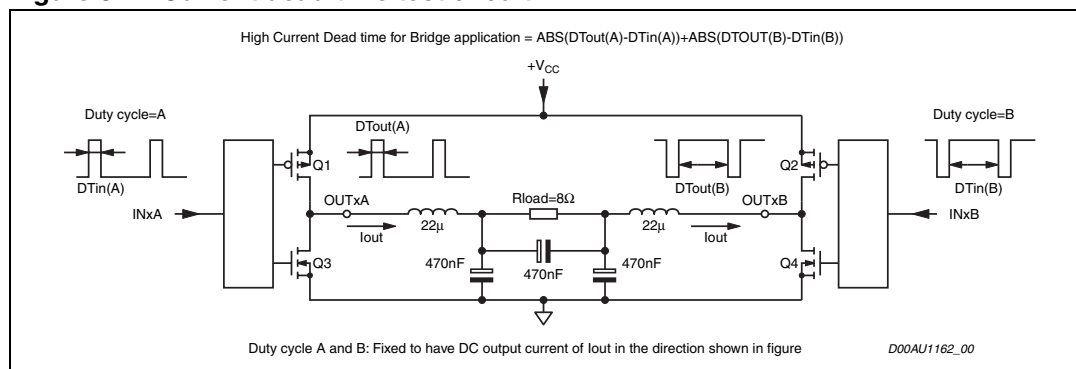 High Current Dead time for Bridge application = ABS(DTout(A)-DTin(A))+ABS(DTOUT(B)-DTin(B))
+VCC
Duty cycle=A
DTout(A)
Duty cycle=B
Q1
Q2
DTin(A)
DTout(B)
DTin(B)
Rload=8Ω
INxA
OUTxA
OUTxB
INxB
22μ
22μ
Iout
Iout
Q3
Q4
470nF
470nF
470nF
Duty cycle A and B: Fixed to have DC output current of Iout in the direction shown in figure
D00AU1162_00